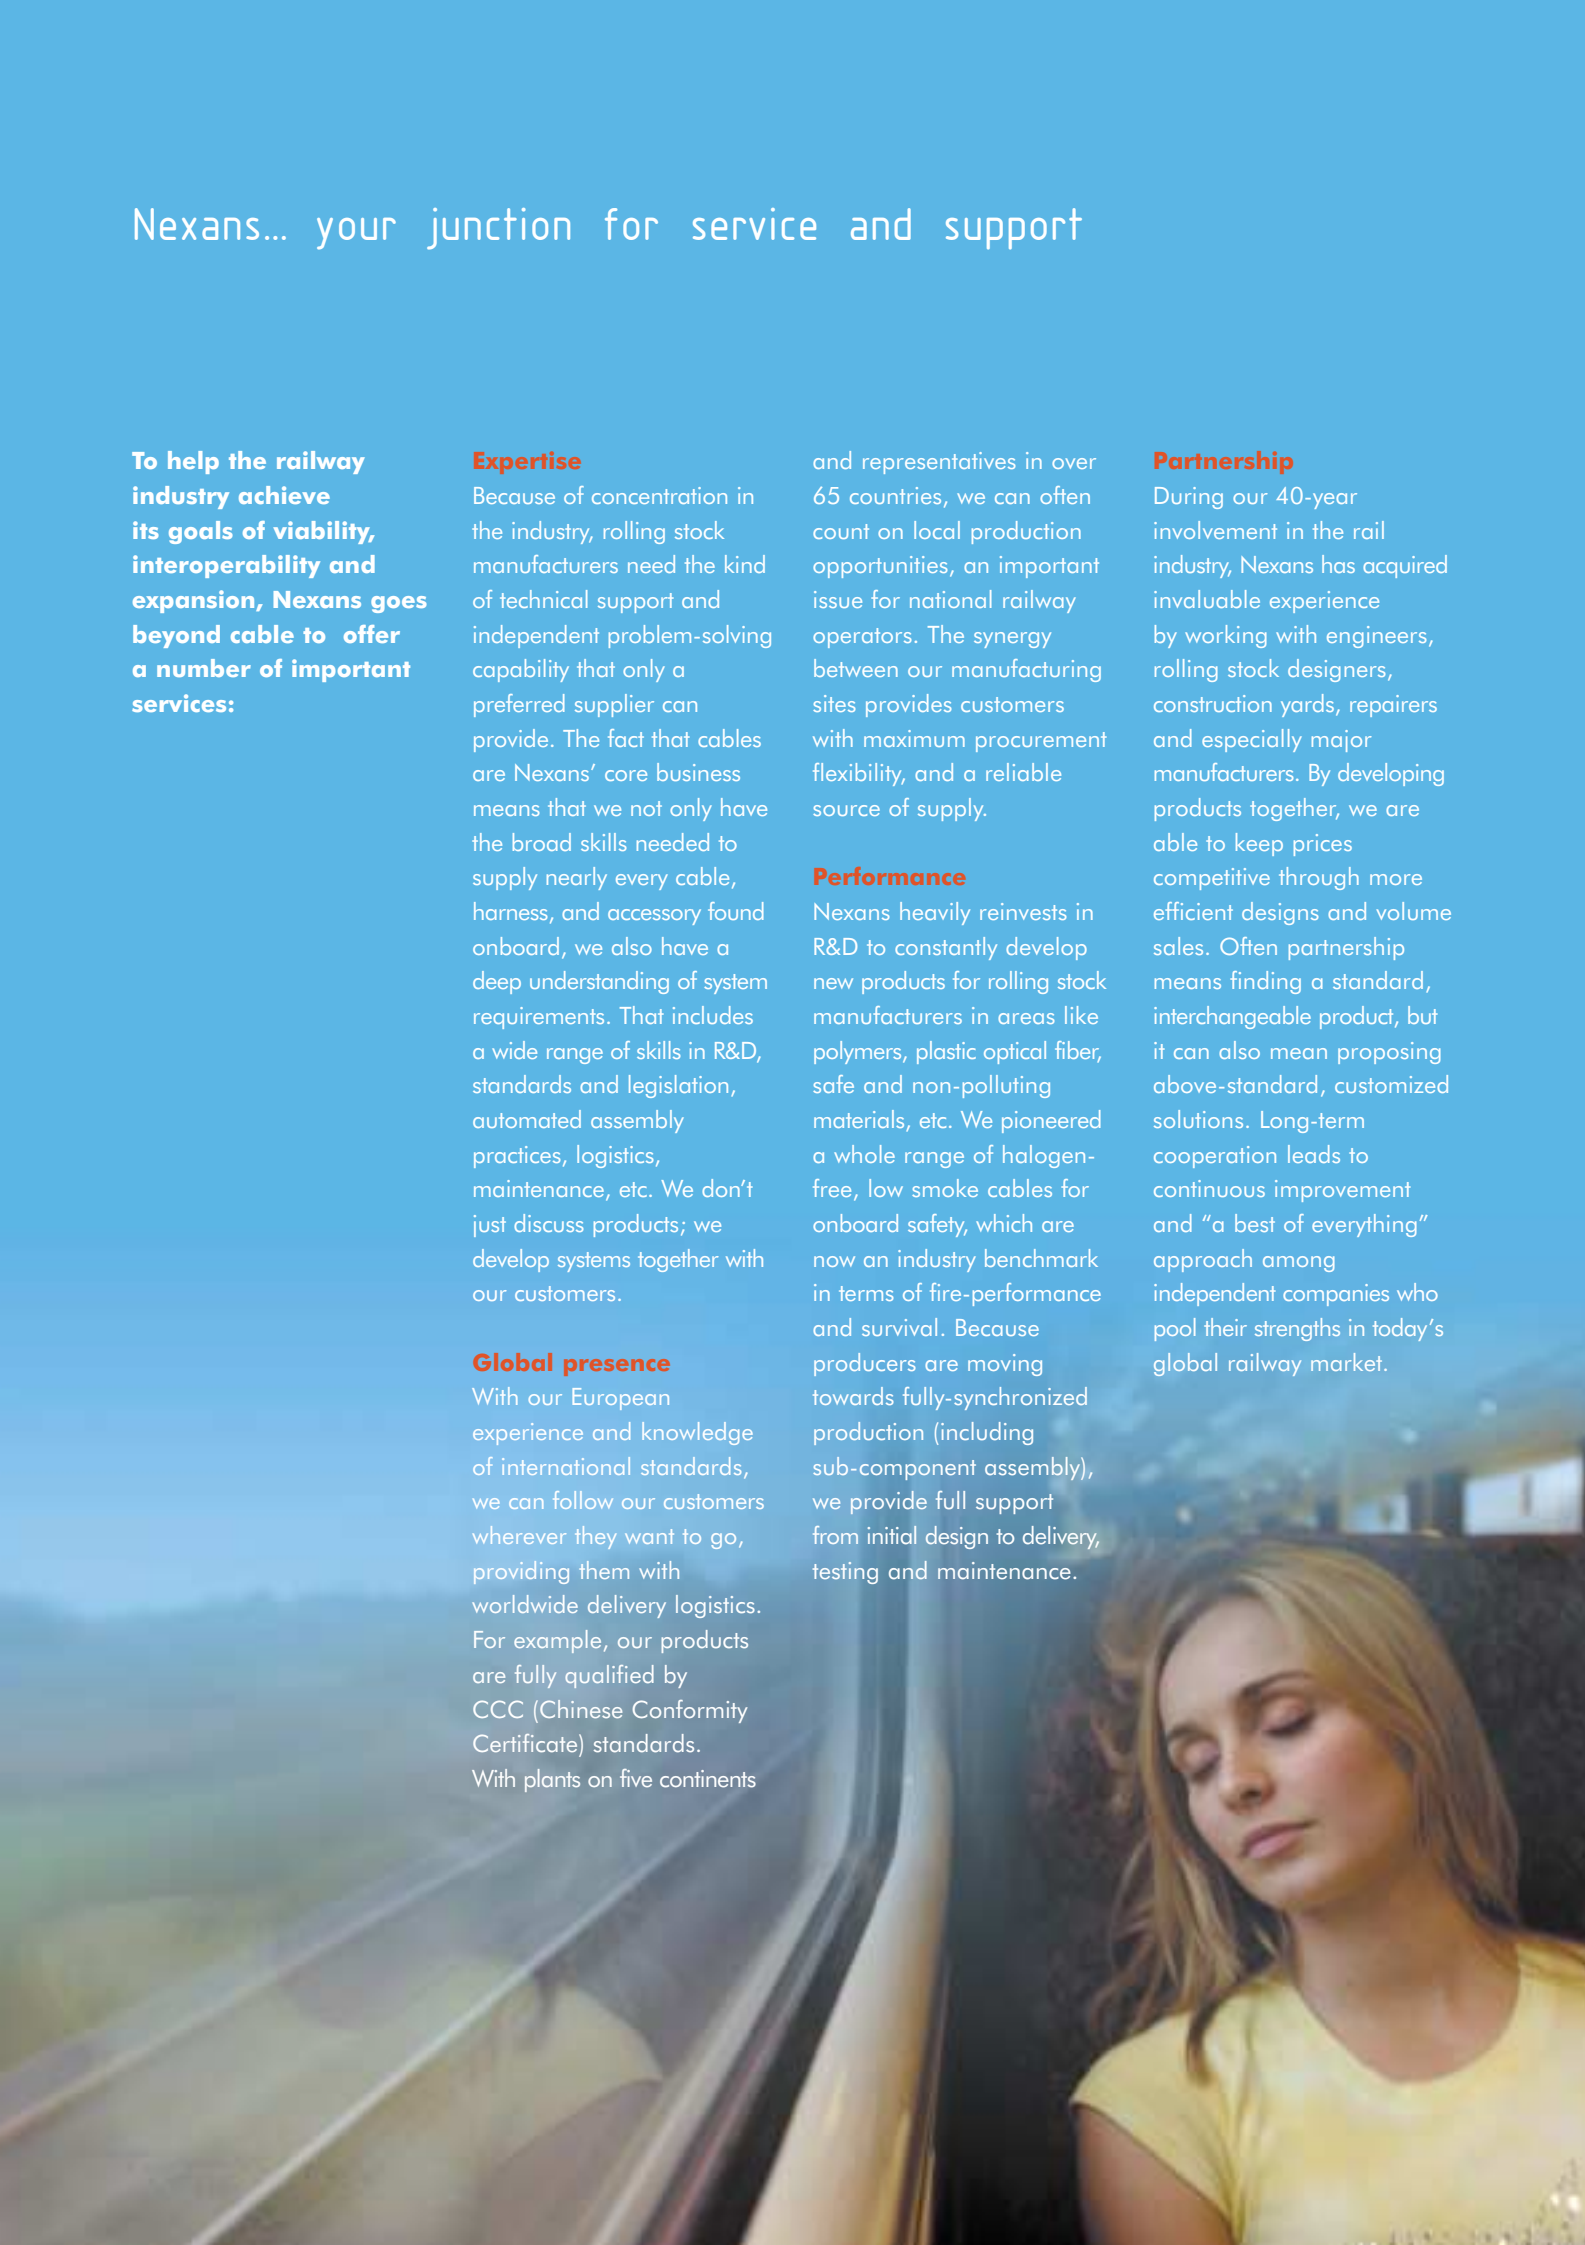 Nexans... your junction for service and support
To help the railway
industry achieve
its goals of viability,
interoperability and
expansion, Nexans goes
beyond cable to offer
a number of important
services:
Expertise
Because of concentration in
the industry, rolling stock
manufacturers need the kind
of technical support and
independent problem-solving
capability that only a
preferred supplier can
provide. The fact that cables
are Nexans’ core business
means that we not only have
the broad skills needed to
supply nearly every cable,
harness, and accessory found
onboard, we also have a
deep understanding of system
requirements. That includes
a wide range of skills in R&D,
standards and legislation,
automated assembly
practices, logistics,
maintenance, etc. We don’t
just discuss products; we
develop systems together with
our customers.
Global presence
With our European
experience and knowledge
of international standards,
we can follow our customers
wherever they want to go,
providing them with
worldwide delivery logistics.
For example, our products
are fully qualified by
CCC (Chinese Conformity
Certificate) standards.
With plants on five continents
and representatives in over
65 countries, we can often
count on local production
opportunities, an important
issue for national railway
operators. The synergy
between our manufacturing
sites provides customers
with maximum procurement
flexibility, and a reliable
source of supply.
Performance
Nexans heavily reinvests in
R&D to constantly develop
new products for rolling stock
manufacturers in areas like
polymers, plastic optical fiber,
safe and non-polluting
materials, etc. We pioneered
a whole range of halogen-
free, low smoke cables for
onboard safety, which are
now an industry benchmark
in terms of fire-performance
and survival. Because
producers are moving
towards fully-synchronized
production (including
sub-component assembly),
we provide full support
from initial design to delivery,
testing and maintenance.
Partnership
During our 40-year
involvement in the rail
industry, Nexans has acquired
invaluable experience
by working with engineers,
rolling stock designers,
construction yards, repairers
and especially major
manufacturers. By developing
products together, we are
able to keep prices
competitive through more
efficient designs and volume
sales. Often partnership
means finding a standard,
interchangeable product, but
it can also mean proposing
above-standard, customized
solutions. Long-term
cooperation leads to
continuous improvement
and “a best of everything”
approach among
independent companies who
pool their strengths in today’s
global railway market.